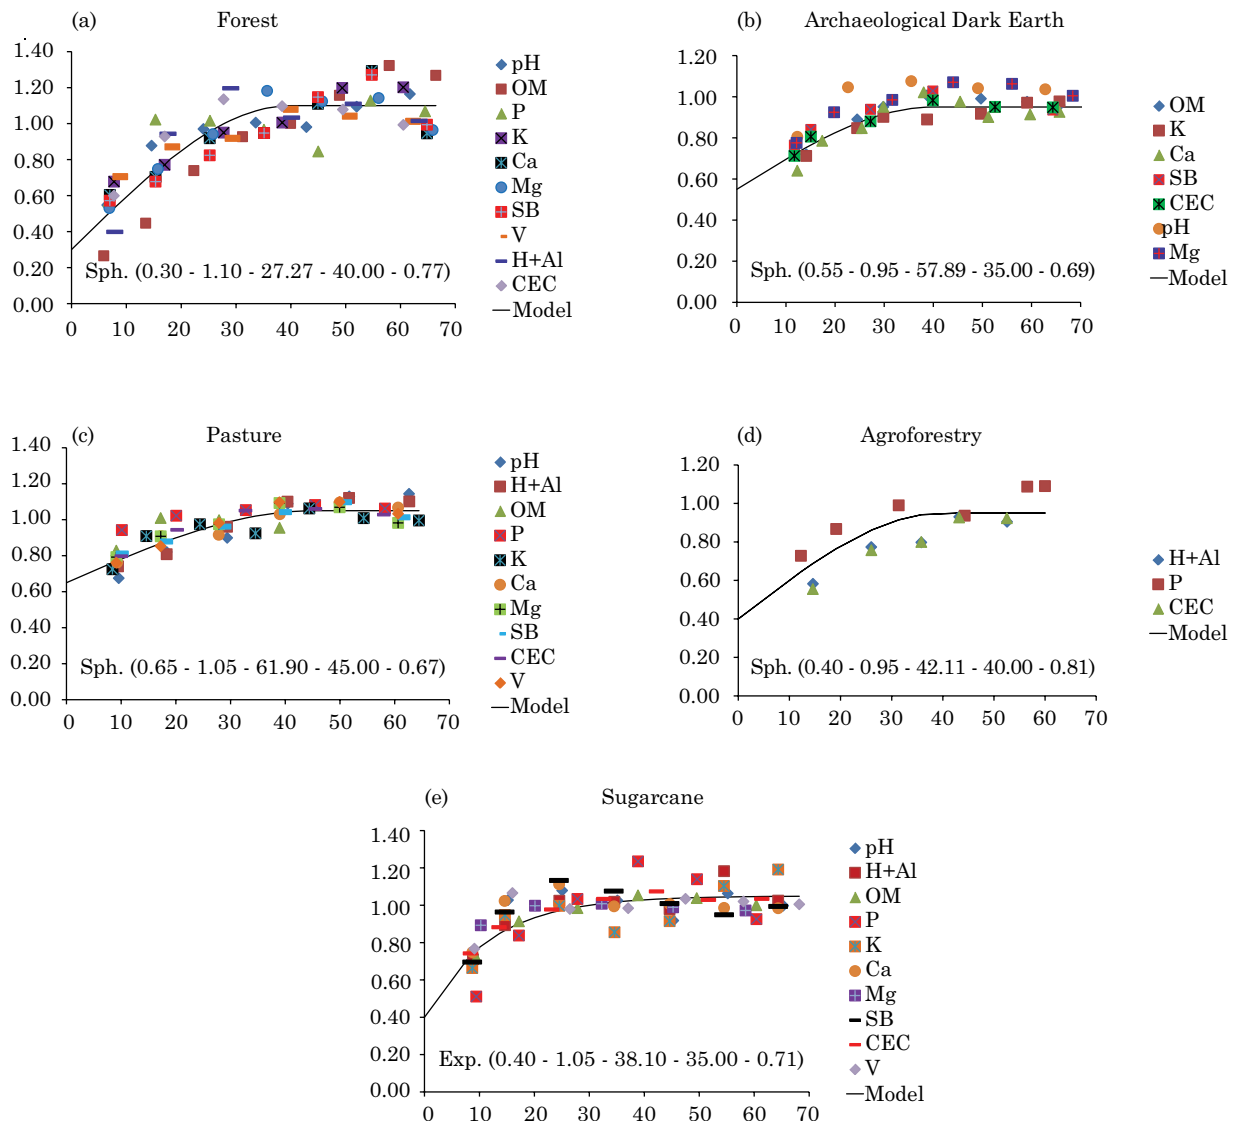 (a) Forest
1.40
1.20
1.00
0.80
0.60
0.40
0.20
0.00
0 10 20 30 40 50 60 70
Sph. (0.30 - 1.10 - 27.27 - 40.00 - 0.77)
pH
OM
P
K
Ca
Mg
SB
V
H+Al
CEC
Model
(b) Archaeological Dark Earth
1.40
1.20
1.00
0.80
0.60
0.40
0.20
0.00
0 10 20 30 40 50 60 70
Sph. (0.55 - 0.95 - 57.89 - 35.00 - 0.69)
OM
K
Ca
SB
CEC
pH
Mg
Model
(c) Pasture
1.40
1.20
1.00
0.80
0.60
0.40
0.20
0.00
0 10 20 30 40 50 60 70
Sph. (0.65 - 1.05 - 61.90 - 45.00 - 0.67)
pH
H+Al
OM
P
K
Ca
Mg
SB
CEC
V
Model
(d) Agroforestry
1.20
1.00
0.80
0.60
0.40
0.20
0.00
0 10 20 30 40 50 60 70
Sph. (0.40 - 0.95 - 42.11 - 40.00 - 0.81)
H+Al
P
CEC
Model
(e) Sugarcane
1.40
1.20
1.00
0.80
0.60
0.40
0.20
0.00
0 10 20 30 40 50 60 70
Exp. (0.40 - 1.05 - 38.10 - 35.00 - 0.71)
pH
H+Al
OM
P
K
Ca
Mg
SB
CEC
V
Model